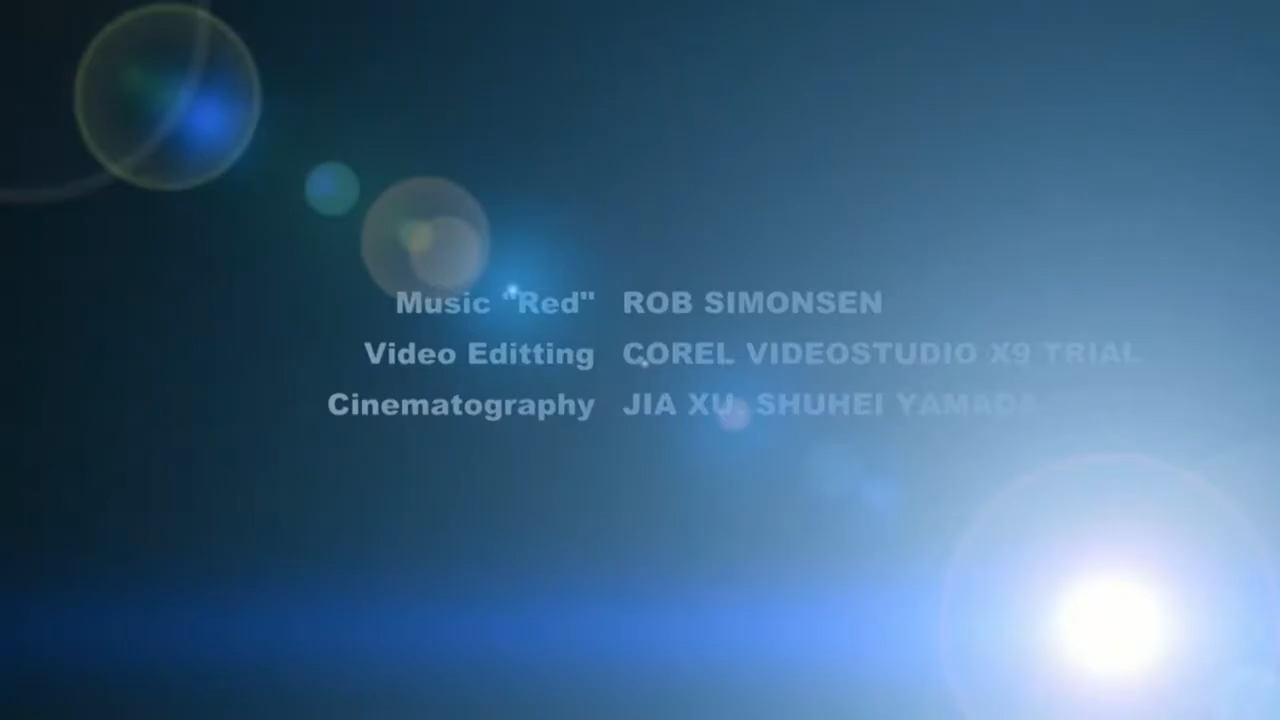 Music "Red" ROB SIMONSEN
Video Editting COREL VIDEOSTUDIO X9 TRIAL
Cinematography JIA XU, SHUHEI YAMADA